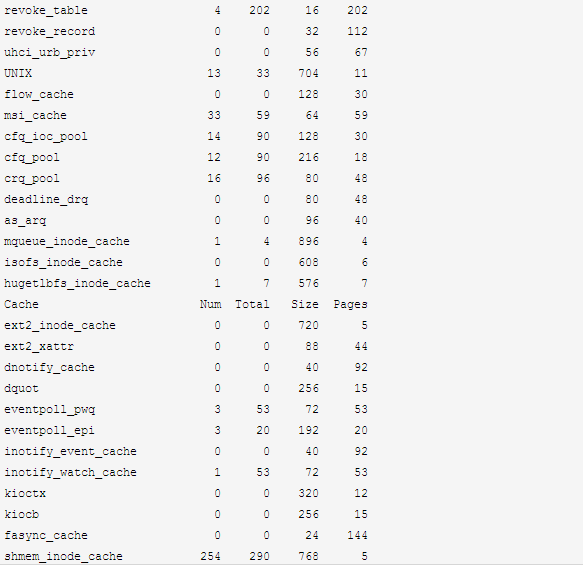 revoke_table 4 202 16 202
revoke_record 0 0 32 112
uhci_urb_priv 0 0 56 67
UNIX 13 33 704 11
flow_cache 0 0 128 30
msi_cache 33 59 64 59
cfq_ioc_pool 14 90 128 30
cfq_pool 12 90 216 18
crq_pool 16 96 80 48
deadline_drq 0 0 80 48
as_arq 0 0 96 40
mqueue_inode_cache 1 4 896 4
isofs_inode_cache 0 0 608 6
hugetlbfs_inode_cache 1 7 576 7
Cache Num Total Size Pages
ext2_inode_cache 0 0 720 5
ext2_xattr 0 0 88 44
dnotify_cache 0 0 40 92
dquot 0 0 256 15
eventpoll_pwq 3 53 72 53
eventpoll_epi 3 20 192 20
inotify_event_cache 0 0 40 92
inotify_watch_cache 1 53 72 53
kioctx 0 0 320 12
kiocb 0 0 256 15
fasync_cache 0 0 24 144
shmem_inode_cache 254 290 768 5